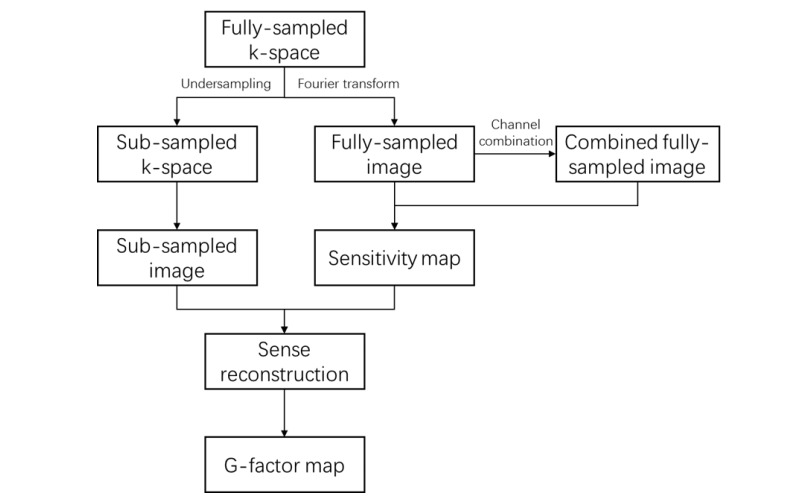 Fully-sampled
k-space
Undersampling
Fourier transform
Sub-sampled
k-space
Fully-sampled
image
Channel
combination
Combined fully-
sampled image
Sub-sampled
image
Sensitivity map
Sense
reconstruction
G-factor map